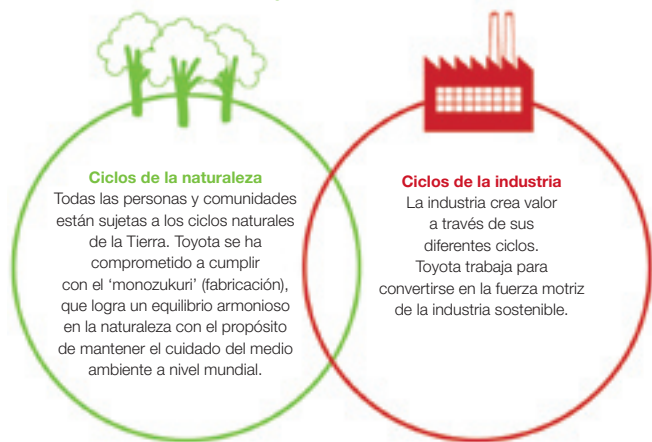 Ciclos de la naturaleza
Todas las personas y comunidades
están sujetas a los ciclos naturales
de la Tierra. Toyota se ha
comprometido a cumplir
con el ‘monozukuri’ (fabricación),
que logra un equilibrio armonioso
en la naturaleza con el propósito
de mantener el cuidado del medio
ambiente a nivel mundial.
Ciclos de la industria
La industria crea valor
a través de sus
diferentes ciclos.
Toyota trabaja para
convertirse en la fuerza motriz
de la industria sostenible.